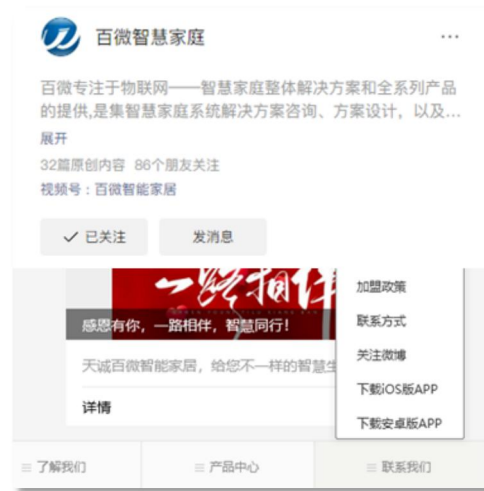 百微智慧家庭
百微专注于物联网——智慧家庭整体解决方案和全系列产品
的提供,是集智慧家庭系统解决方案咨询、方案设计，以及...
展开
32篇原创内容 86个朋友关注
视频号：百微智能家居
已关注
发消息
一路相伴
感恩有你，一路相伴，智慧同行！
天诚百微智能家居，给您不一样的智慧生
详情
加盟政策
联系方式
关注微博
下载iOS版APP
下载安卓版APP
了解我们
产品中心
联系我们